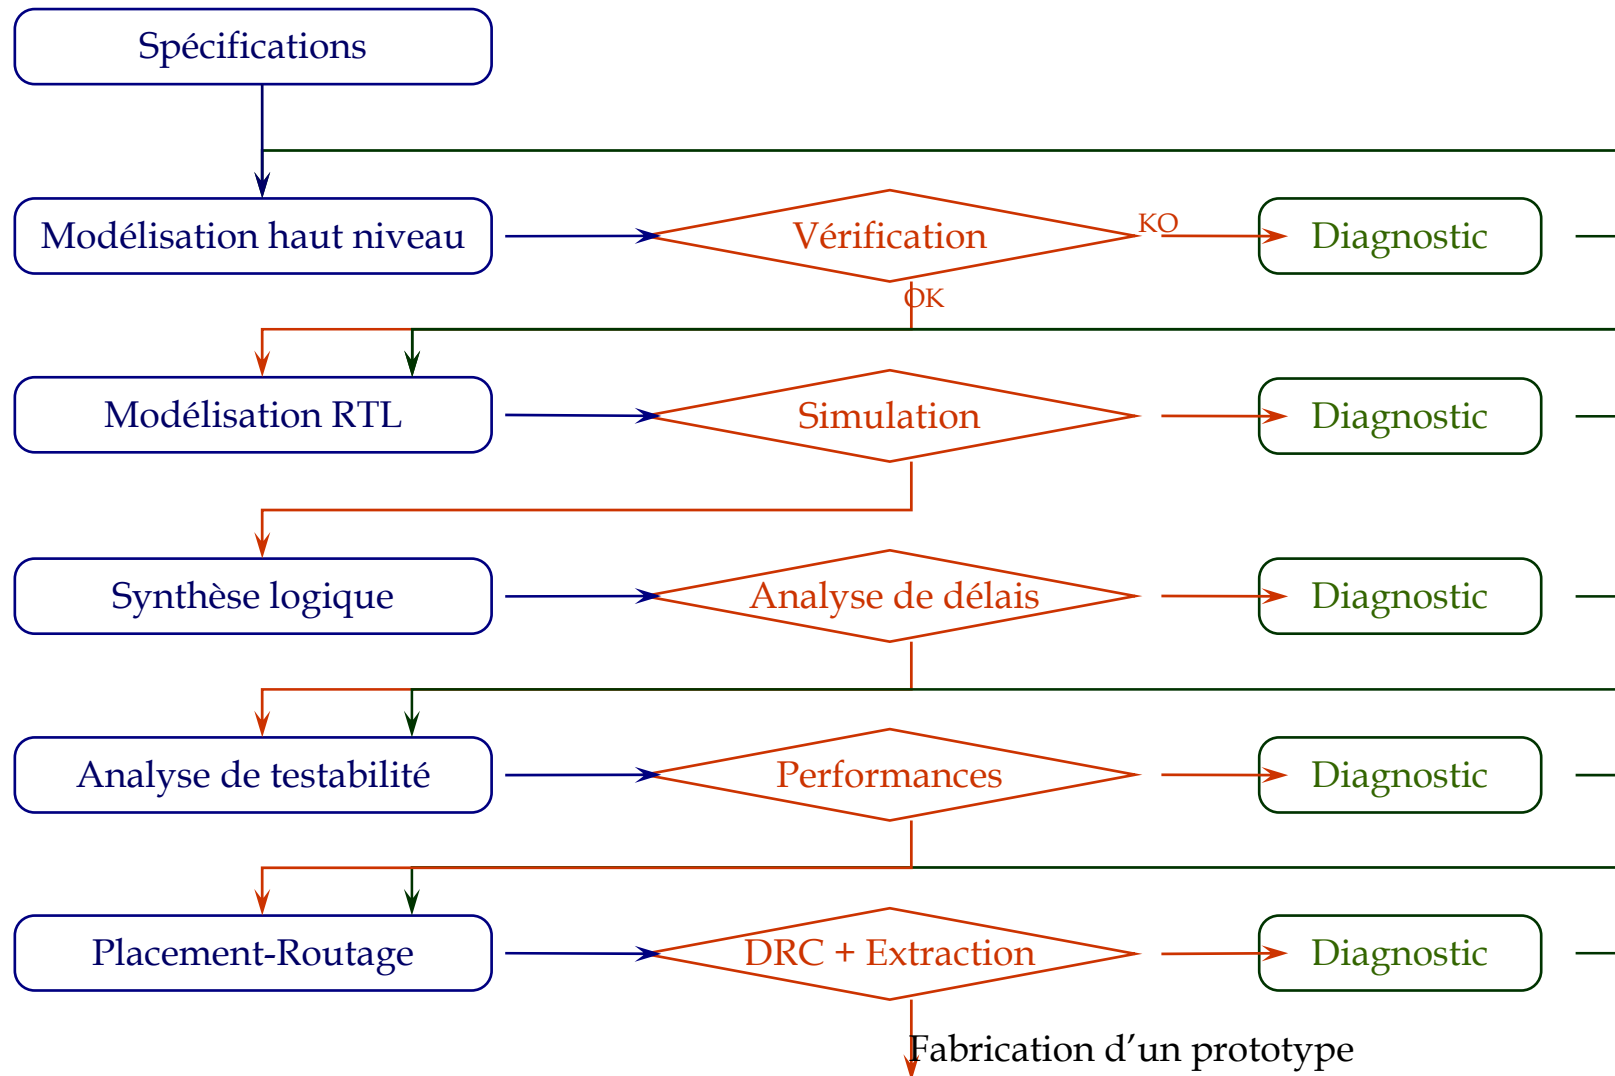 Spécifications
Modélisation haut niveau
Vérification
KO
Diagnostic
OK
Modélisation RTL
Simulation
Diagnostic
Synthèse logique
Analyse de délais
Diagnostic
Analyse de testabilité
Performances
Diagnostic
Placement-Routage
DRC + Extraction
Diagnostic
Fabrication d’un prototype